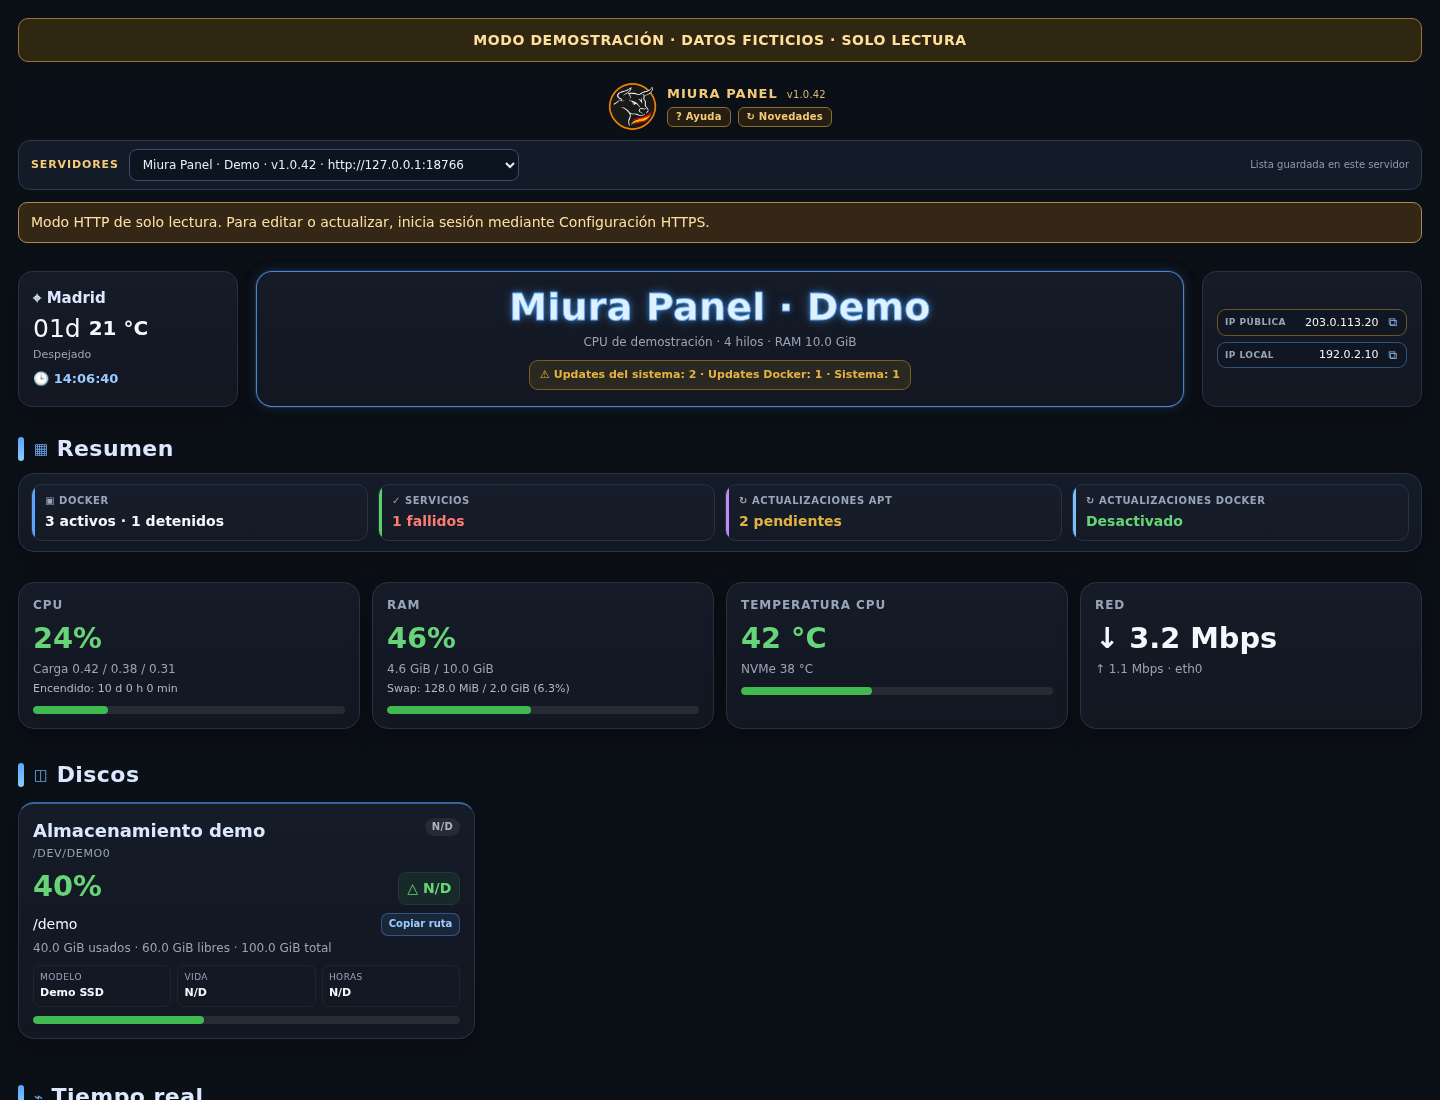 MODO DEMOSTRACIÓN · DATOS FICTICIOS · SOLO LECTURA
MIURA PANEL v1.0.42
? Ayuda ↻ Novedades
SERVIDORES Miura Panel · Demo · v1.0.42 · http://127.0.0.1:18766 Lista guardada en este servidor
Modo HTTP de solo lectura. Para editar o actualizar, inicia sesión mediante Configuración HTTPS.
⌖ Madrid
01d 21 °C
Despejado
🕒 14:06:40
Miura Panel · Demo
CPU de demostración · 4 hilos · RAM 10.0 GiB
⚠ Updates del sistema: 2 · Updates Docker: 1 · Sistema: 1
IP PÚBLICA 203.0.113.20 ⧉
IP LOCAL 192.0.2.10 ⧉
▦ Resumen
▣ DOCKER
3 activos · 1 detenidos
✓ SERVICIOS
1 fallidos
↻ ACTUALIZACIONES APT
2 pendientes
↻ ACTUALIZACIONES DOCKER
Desactivado
CPU
24%
Carga 0.42 / 0.38 / 0.31
Encendido: 10 d 0 h 0 min
RAM
46%
4.6 GiB / 10.0 GiB
Swap: 128.0 MiB / 2.0 GiB (6.3%)
TEMPERATURA CPU
42 °C
NVMe 38 °C
RED
↓ 3.2 Mbps
↑ 1.1 Mbps · eth0
◫ Discos
Almacenamiento demo N/D
/DEV/DEMO0
40% △ N/D
/demo Copiar ruta
40.0 GiB usados · 60.0 GiB libres · 100.0 GiB total
MODELO
Demo SSD
VIDA
N/D
HORAS
N/D
⌁ Tiempo real